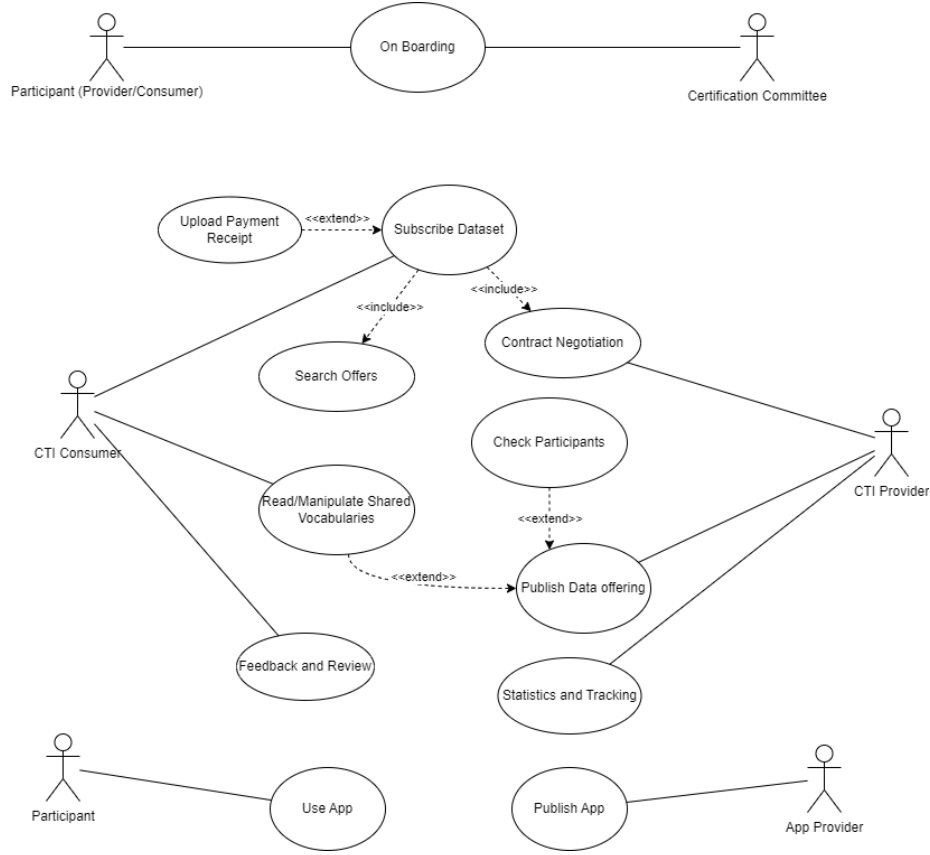 On Boarding
Participant (Provider/Consumer)
Certification Committee
Upload Payment
Receipt
<<extend>>
Subscribe Dataset
<<include>>
<<include>>
Contract Negotiation
Search Offers
CTI Consumer
Check Participants
CTI Provider
Read/Manipulate Shared
Vocabularies
<<extend>>
<<extend>>
Publish Data offering
Feedback and Review
Statistics and Tracking
Participant
Use App
Publish App
App Provider